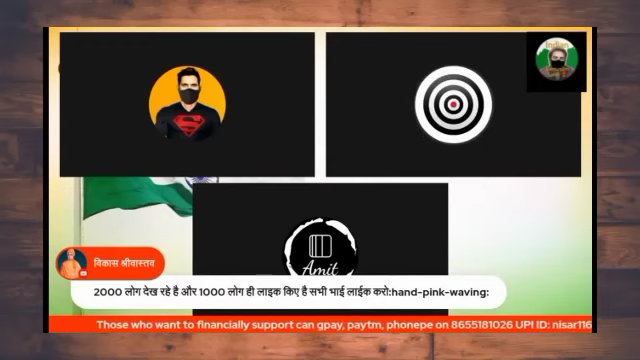 Indian
Amit
विकास श्रीवास्तव
2000 लोग देख रहे है और 1000 लोग ही लाइक किए है सभी भाई लाईक करो:hand-pink-waving:
Those who want to financially support can gpay, paytm, phonepe on 8655181026 UPI ID: nisar116